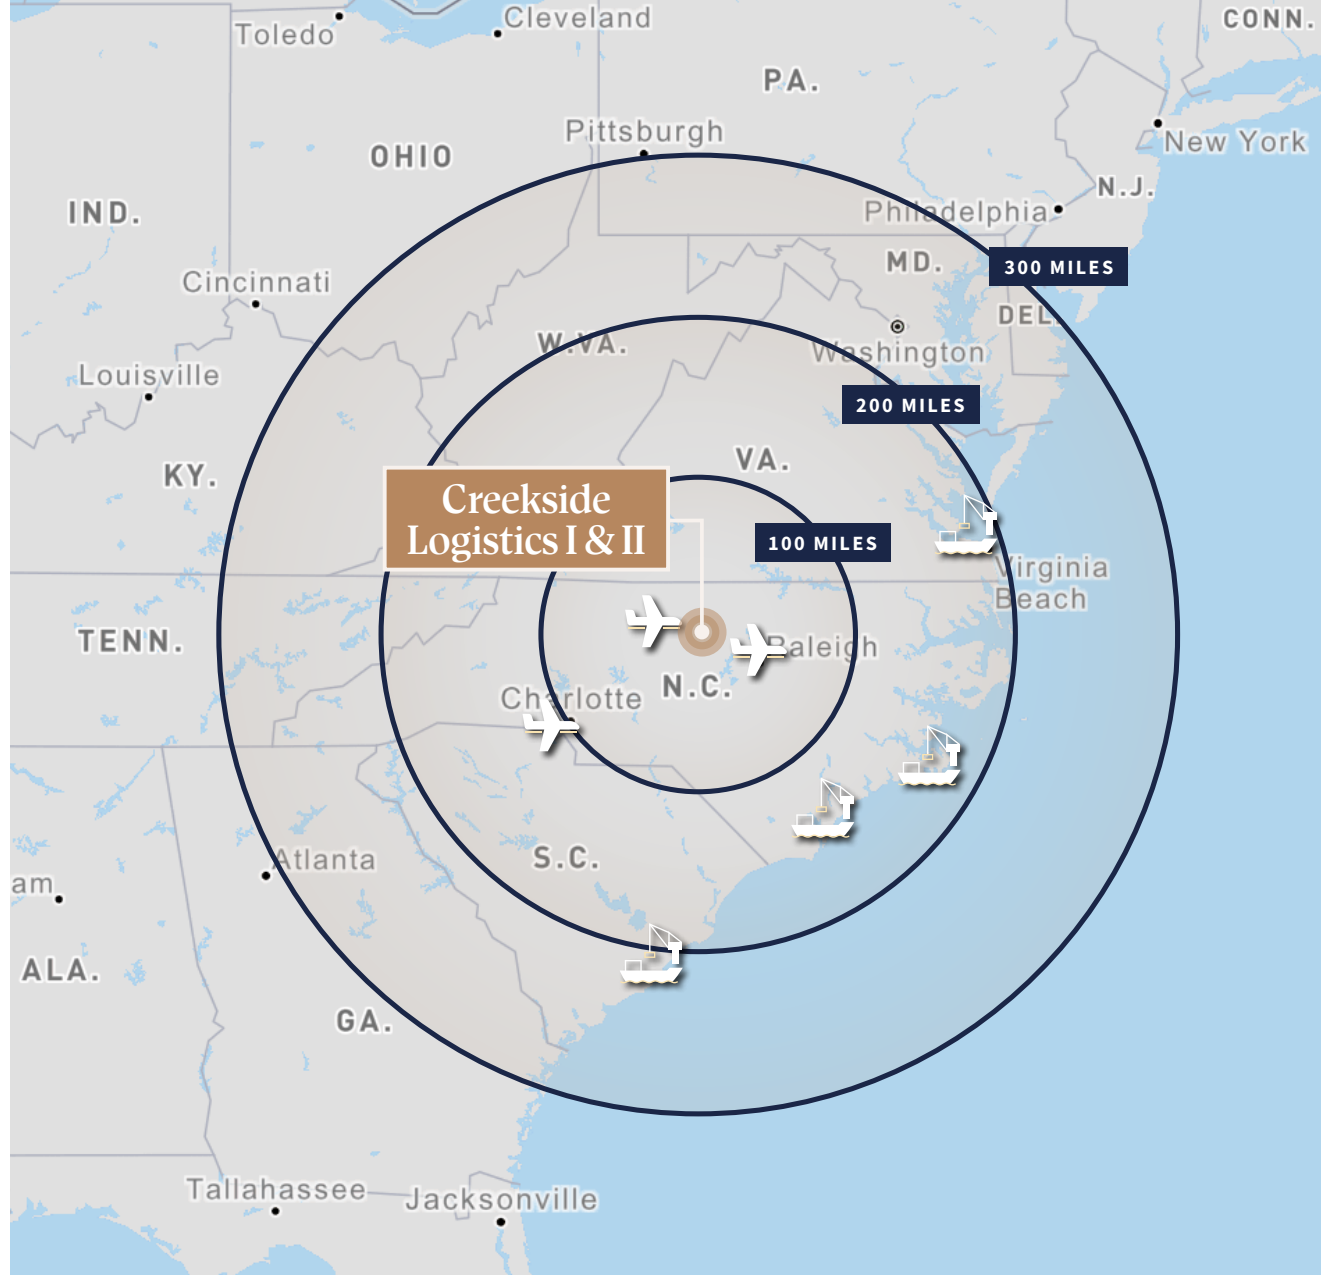 Toledo
Cleveland
CONN.
PA.
Pittsburgh
New York
OHIO
N.J.
IND.
Philadelphia
MD.
300 MILES
Cincinnati
DEL.
W.VA.
Washington
Louisville
200 MILES
VA.
KY.
Creekside
Logistics I & II
100 MILES
Virginia
Beach
TENN.
Raleigh
N.C.
Charlotte
S.C.
Atlanta
am
ALA.
GA.
Tallahassee
Jacksonville